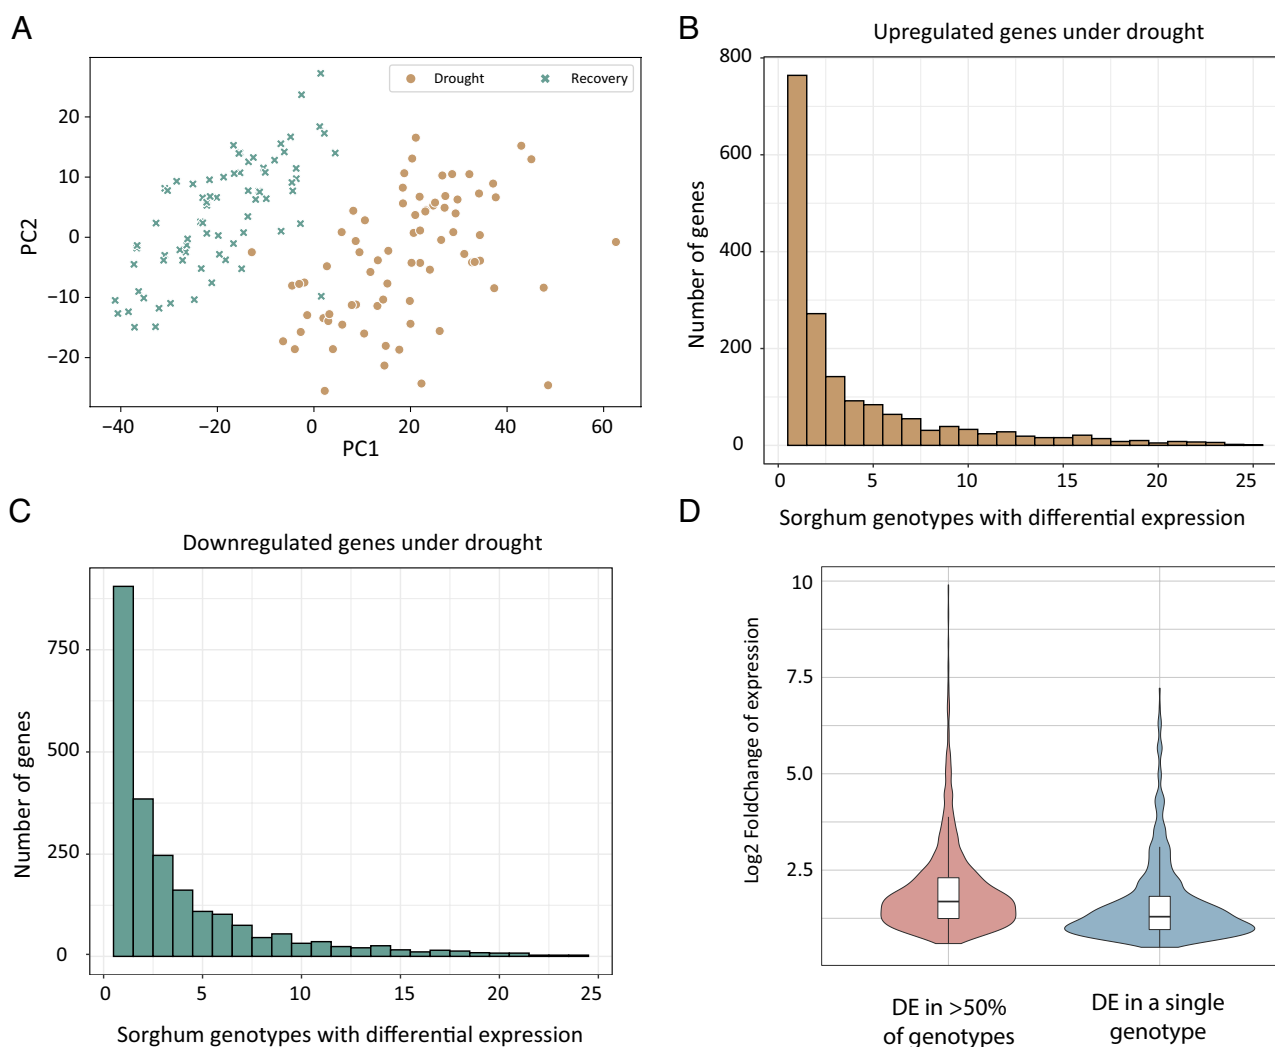 A
Drought
Recovery
20
10
0
−10
−20
PC2
−40
−20
0
20
40
60
PC1
B
Upregulated genes under drought
800
600
400
200
0
Number of genes
0
5
10
15
20
25
Sorghum genotypes with differential expression
C
Downregulated genes under drought
750
500
250
0
Number of genes
0
5
10
15
20
25
Sorghum genotypes with differential expression
D
10
7.5
5.0
2.5
Log2 FoldChange of expression
DE in >50%
of genotypes
DE in a single
genotype